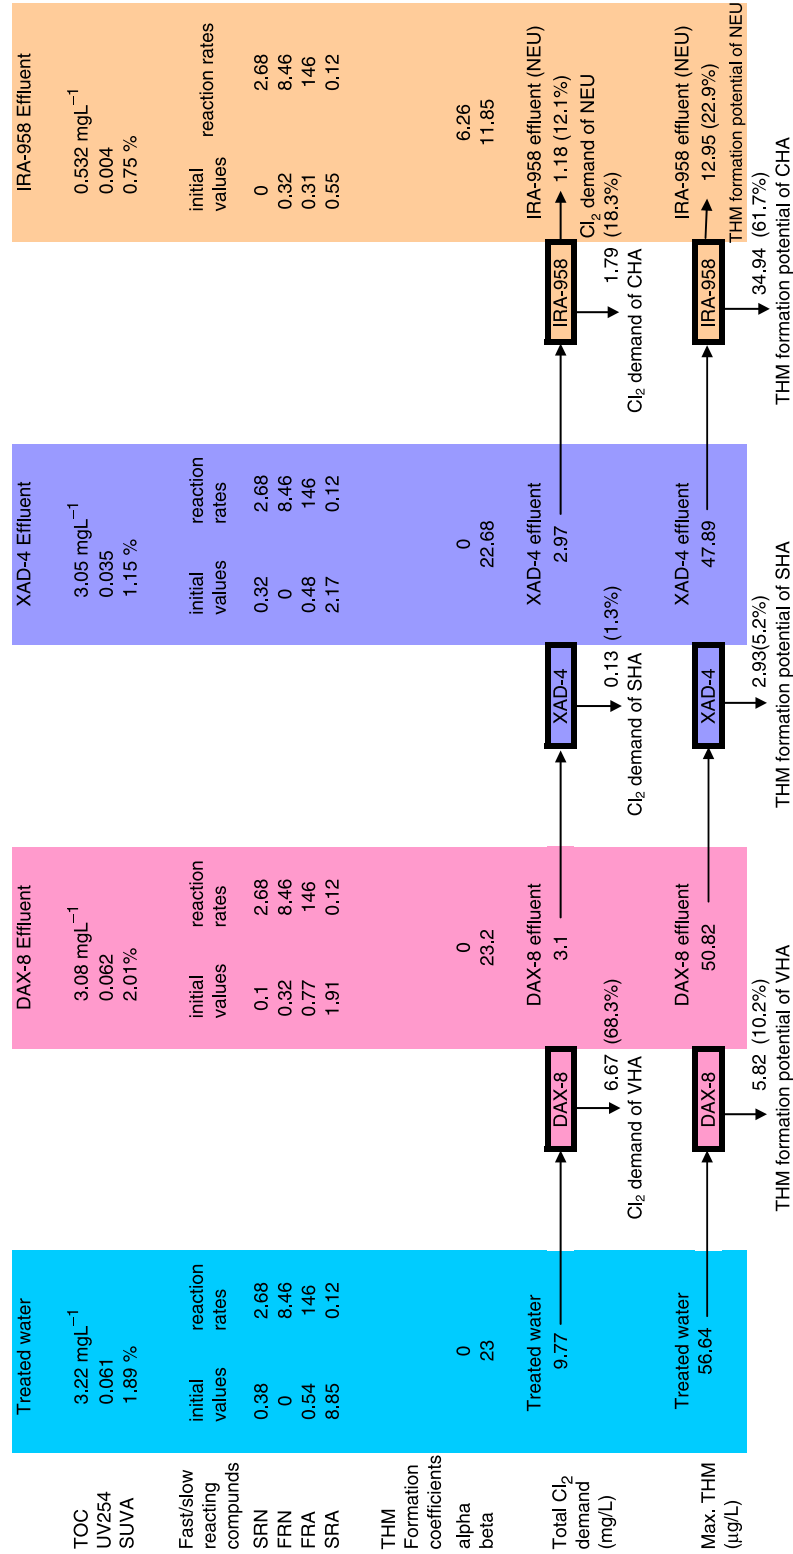 Treated water
DAX-8 Effluent
XAD-4 Effluent
IRA-958 Effluent
TOC 3.22 mgL−1 3.08 mgL−1 3.05 mgL−1 0.532 mgL−1
UV254 0.061 0.062 0.035 0.004
SUVA 1.89 % 2.01% 1.15 % 0.75 %
Fast/slow initial reaction initial reaction initial reaction initial reaction rates
reacting values rates values rates values rates values
compunds
SRN 0.38 2.68 0.1 2.68 0.32 2.68 0 2.68
FRN 0 8.46 0.32 8.46 0 8.46 0.32 8.46
FRA 0.54 146 0.77 146 0.48 146 0.31 146
SRA 8.85 0.12 1.91 0.12 2.17 0.12 0.55 0.12
THM
Formation
coefficients
alpha 0 0 0 6.26
beta 23 23.2 22.68 11.85
Total Cl2
demand
(mg/L)
Treated water
9.77
DAX-8
6.67 (68.3%)
Cl2 demand of VHA
DAX-8 effluent
3.1
XAD-4
0.13 (1.3%)
Cl2 demand of SHA
XAD-4 effluent
2.97
IRA-958
1.79 (18.3%)
Cl2 demand of CHA
IRA-958 effluent (NEU)
1.18 (12.1%)
Cl2 demand of NEU
Max. THM
(μg/L)
Treated water
56.64
DAX-8
5.82 (10.2%)
THM formation potential of VHA
DAX-8 effluent
50.82
XAD-4
2.93(5.2%)
THM formation potential of SHA
XAD-4 effluent
47.89
IRA-958
34.94 (61.7%)
THM formation potential of CHA
IRA-958 effluent (NEU)
12.95 (22.9%)
THM formation potential of NEU